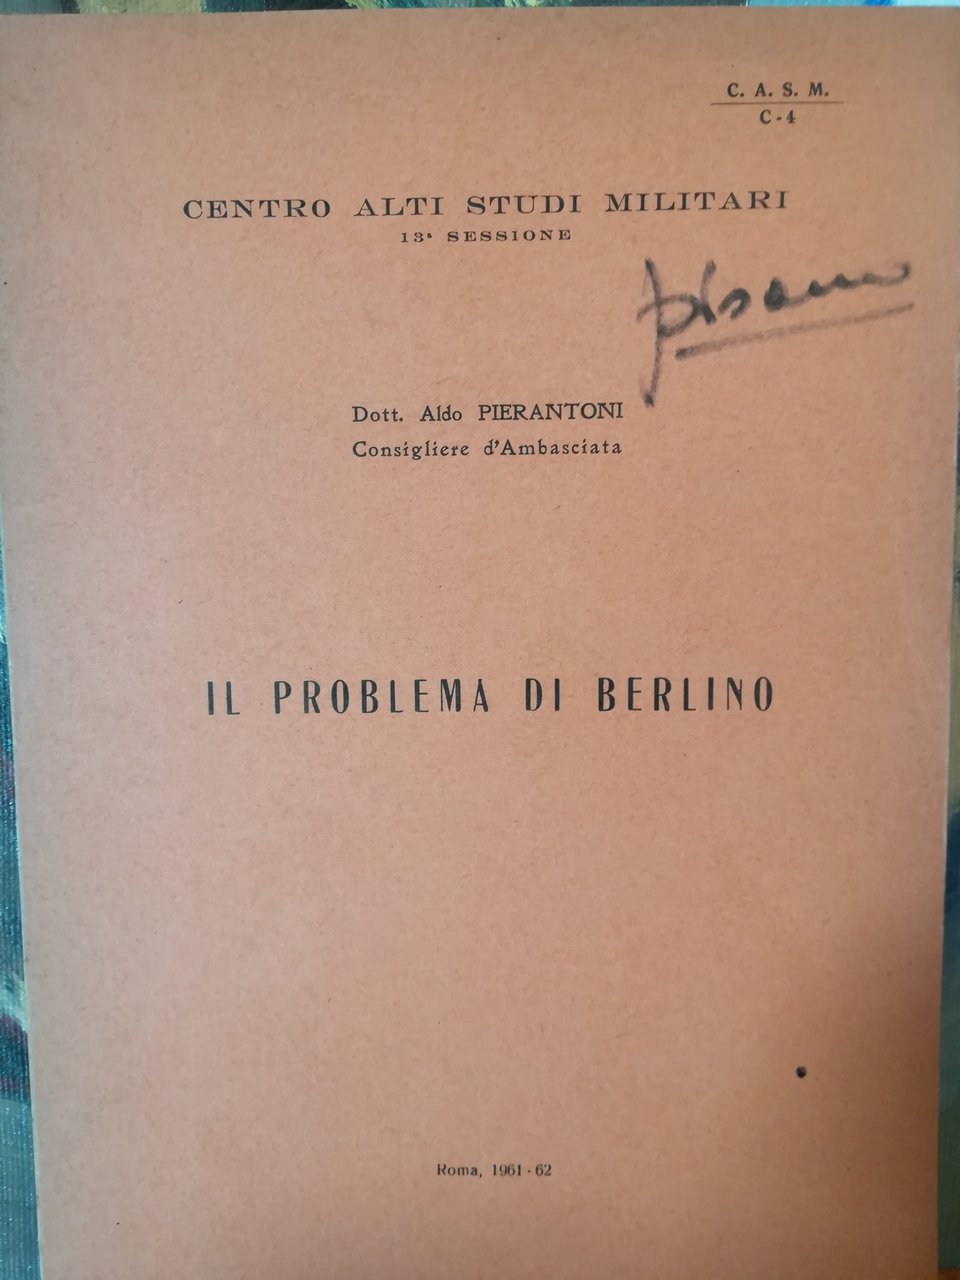 C. A. S. M.
C-4
CENTRO ALTI STUDI MILITARI
13ª SESSIONE
Pisano
Dott. Aldo PIERANTONI
Consigliere d'Ambasciata
IL PROBLEMA DI BERLINO
Roma, 1961-62